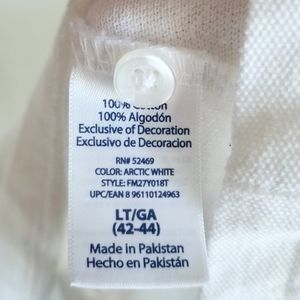 100% Cotton
100% Algodón
Exclusive of Decoration
Exclusivo de Decoracion
RN# 52469
COLOR: ARCTIC WHITE
STYLE: FM27Y018T
UPC/EAN 8 96110124963
LT/GA
(42-44)
Made in Pakistan
Hecho en Pakistán